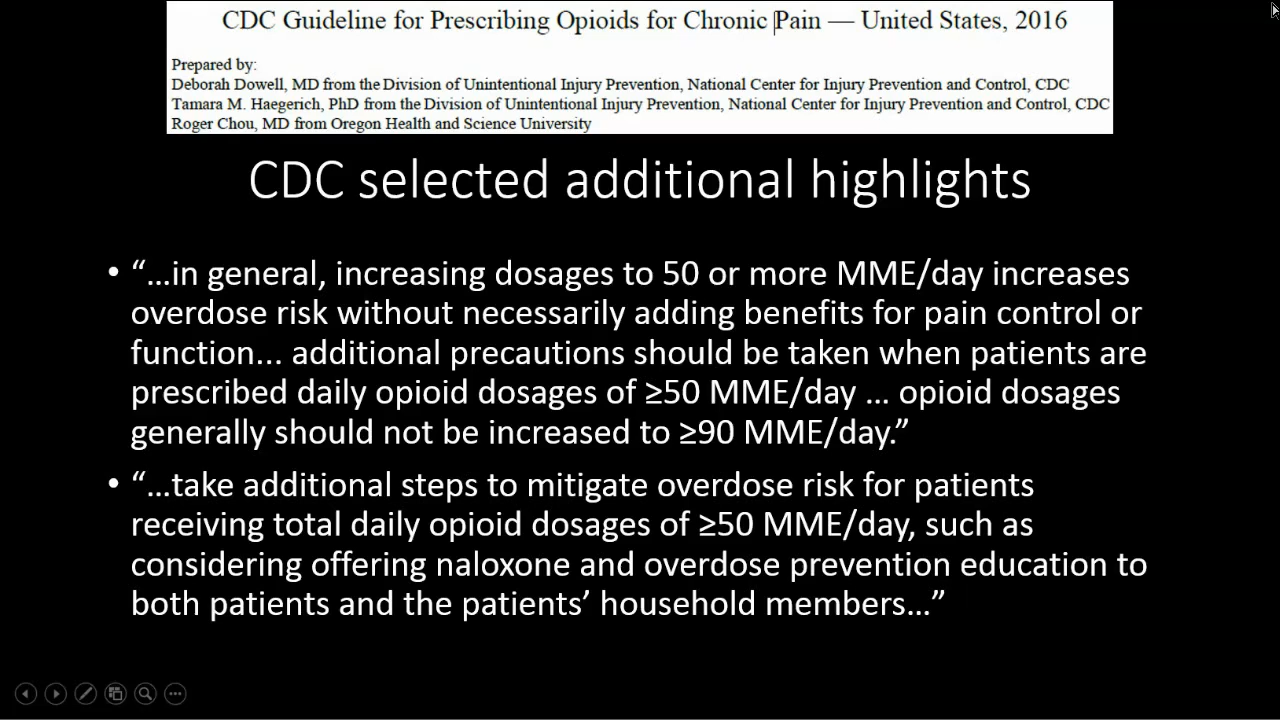 CDC Guideline for Prescribing Opioids for Chronic Pain — United States, 2016
Prepared by:
Deborah Dowell, MD from the Division of Unintentional Injury Prevention, National Center for Injury Prevention and Control, CDC
Tamara M. Haegerich, PhD from the Division of Unintentional Injury Prevention, National Center for Injury Prevention and Control, CDC
Roger Chou, MD from Oregon Health and Science University
CDC selected additional highlights
• “…in general, increasing dosages to 50 or more MME/day increases
overdose risk without necessarily adding benefits for pain control or
function... additional precautions should be taken when patients are
prescribed daily opioid dosages of ≥50 MME/day … opioid dosages
generally should not be increased to ≥90 MME/day.”
• “…take additional steps to mitigate overdose risk for patients
receiving total daily opioid dosages of ≥50 MME/day, such as
considering offering naloxone and overdose prevention education to
both patients and the patients’ household members…”